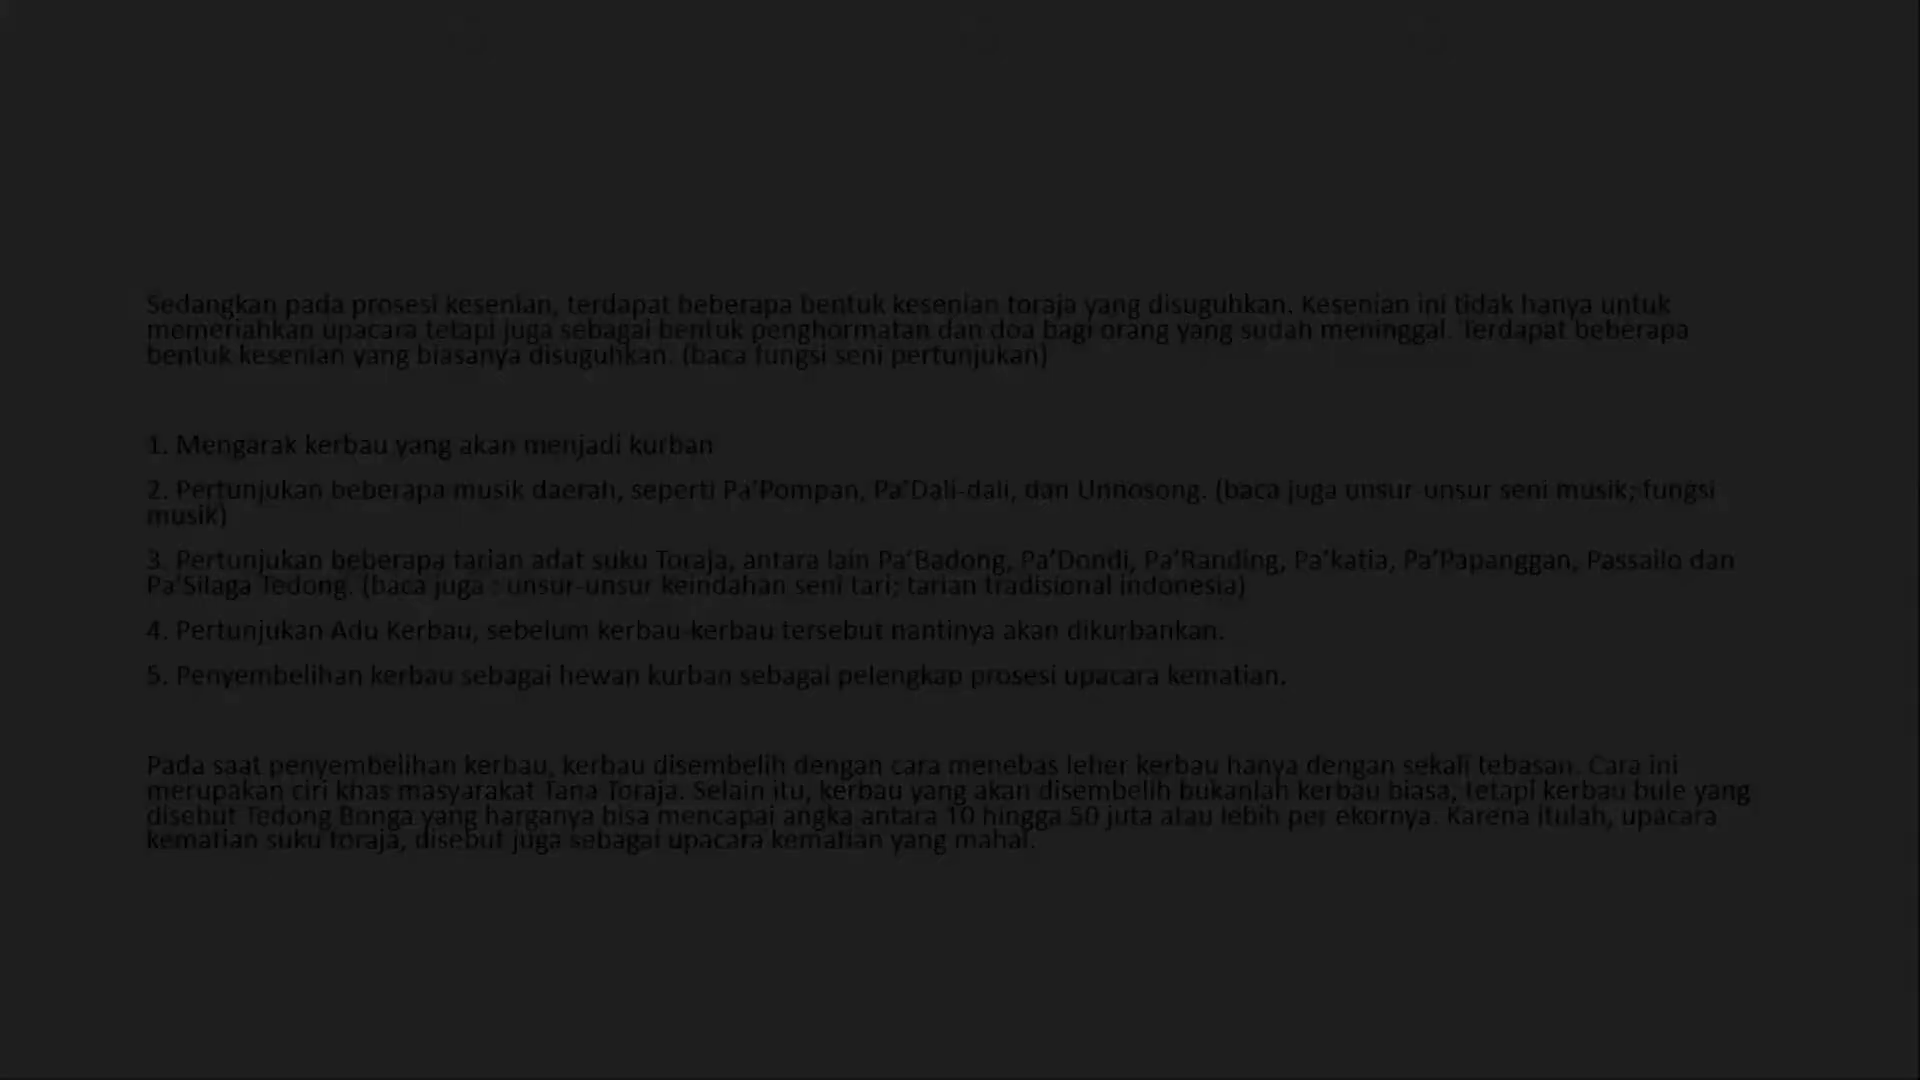 Sedangkan pada prosesi kesenian, terdapat beberapa bentuk kesenian toraja yang disuguhkan. Kesenian ini tidak hanya untuk
memeriahkan upacara tetapi juga sebagai bentuk penghormatan dan doa bagi orang yang sudah meninggal. Terdapat beberapa
bentuk kesenian yang biasanya disuguhkan. (baca fungsi seni pertunjukan)
1. Mengarak kerbau yang akan menjadi kurban
2. Pertunjukan beberapa musik daerah, seperti Pa’Pompan, Pa’Dali-dali, dan Unnosong. (baca juga unsur-unsur seni musik; fungsi
musik)
3. Pertunjukan beberapa tarian adat suku Toraja, antara lain Pa’Badong, Pa’Dondi, Pa’Randing, Pa’katia, Pa’Papanggan, Passailo dan
Pa’Silaga Tedong. (baca juga : unsur-unsur keindahan seni tari; tarian tradisional indonesia)
4. Pertunjukan Adu Kerbau, sebelum kerbau-kerbau tersebut nantinya akan dikurbankan.
5. Penyembelihan kerbau sebagai hewan kurban sebagai pelengkap prosesi upacara kematian.
Pada saat penyembelihan kerbau, kerbau disembelih dengan cara menebas leher kerbau hanya dengan sekali tebasan. Cara ini
merupakan ciri khas masyarakat Tana Toraja. Selain itu, kerbau yang akan disembelih bukanlah kerbau biasa, tetapi kerbau bule yang
disebut Tedong Bonga yang harganya bisa mencapai angka antara 10 hingga 50 juta atau lebih per ekornya. Karena itulah, upacara
kematian suku toraja, disebut juga sebagai upacara kematian yang mahal.